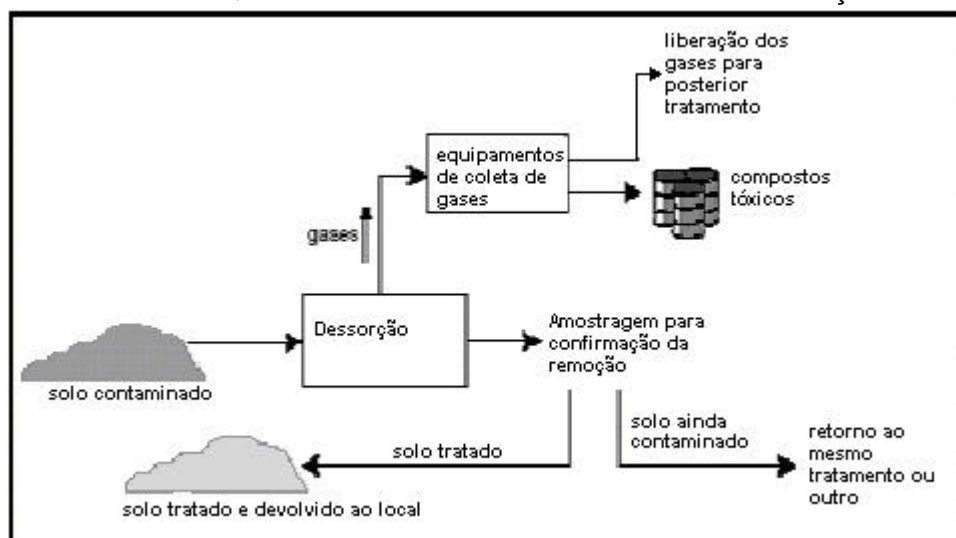 liberação dos
gases para
posterior
tratamento
equipamentos
de coleta de
gases
compostos
tóxicos
gases
Dessorção
Amostragem para
confirmação da
remoção
solo contaminado
solo ainda
contaminado
retorno ao
mesmo
tratamento ou
outro
solo tratado
solo tratado e devolvido ao local